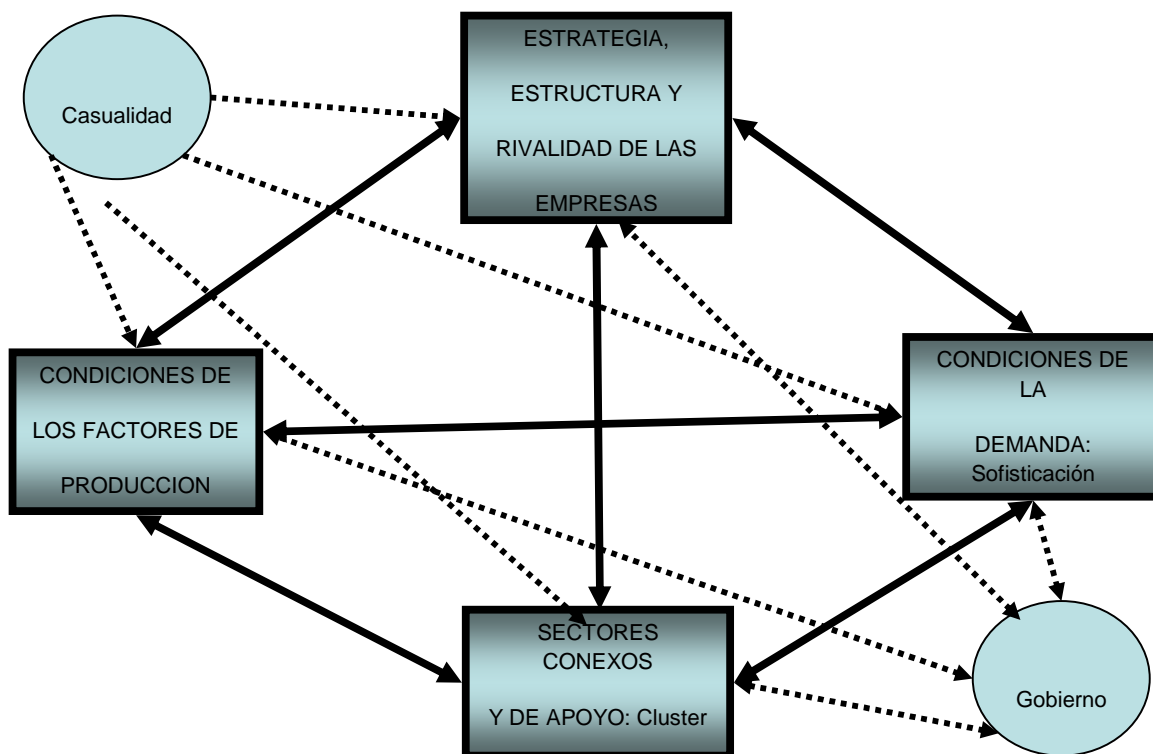 ESTRATEGIA,
ESTRUCTURA Y
RIVALIDAD DE LAS
EMPRESAS
Casualidad
CONDICIONES DE
LOS FACTORES DE
PRODUCCION
CONDICIONES DE
LA
DEMANDA:
Sofisticación
SECTORES
CONEXOS
Y DE APOYO: Cluster
Gobierno